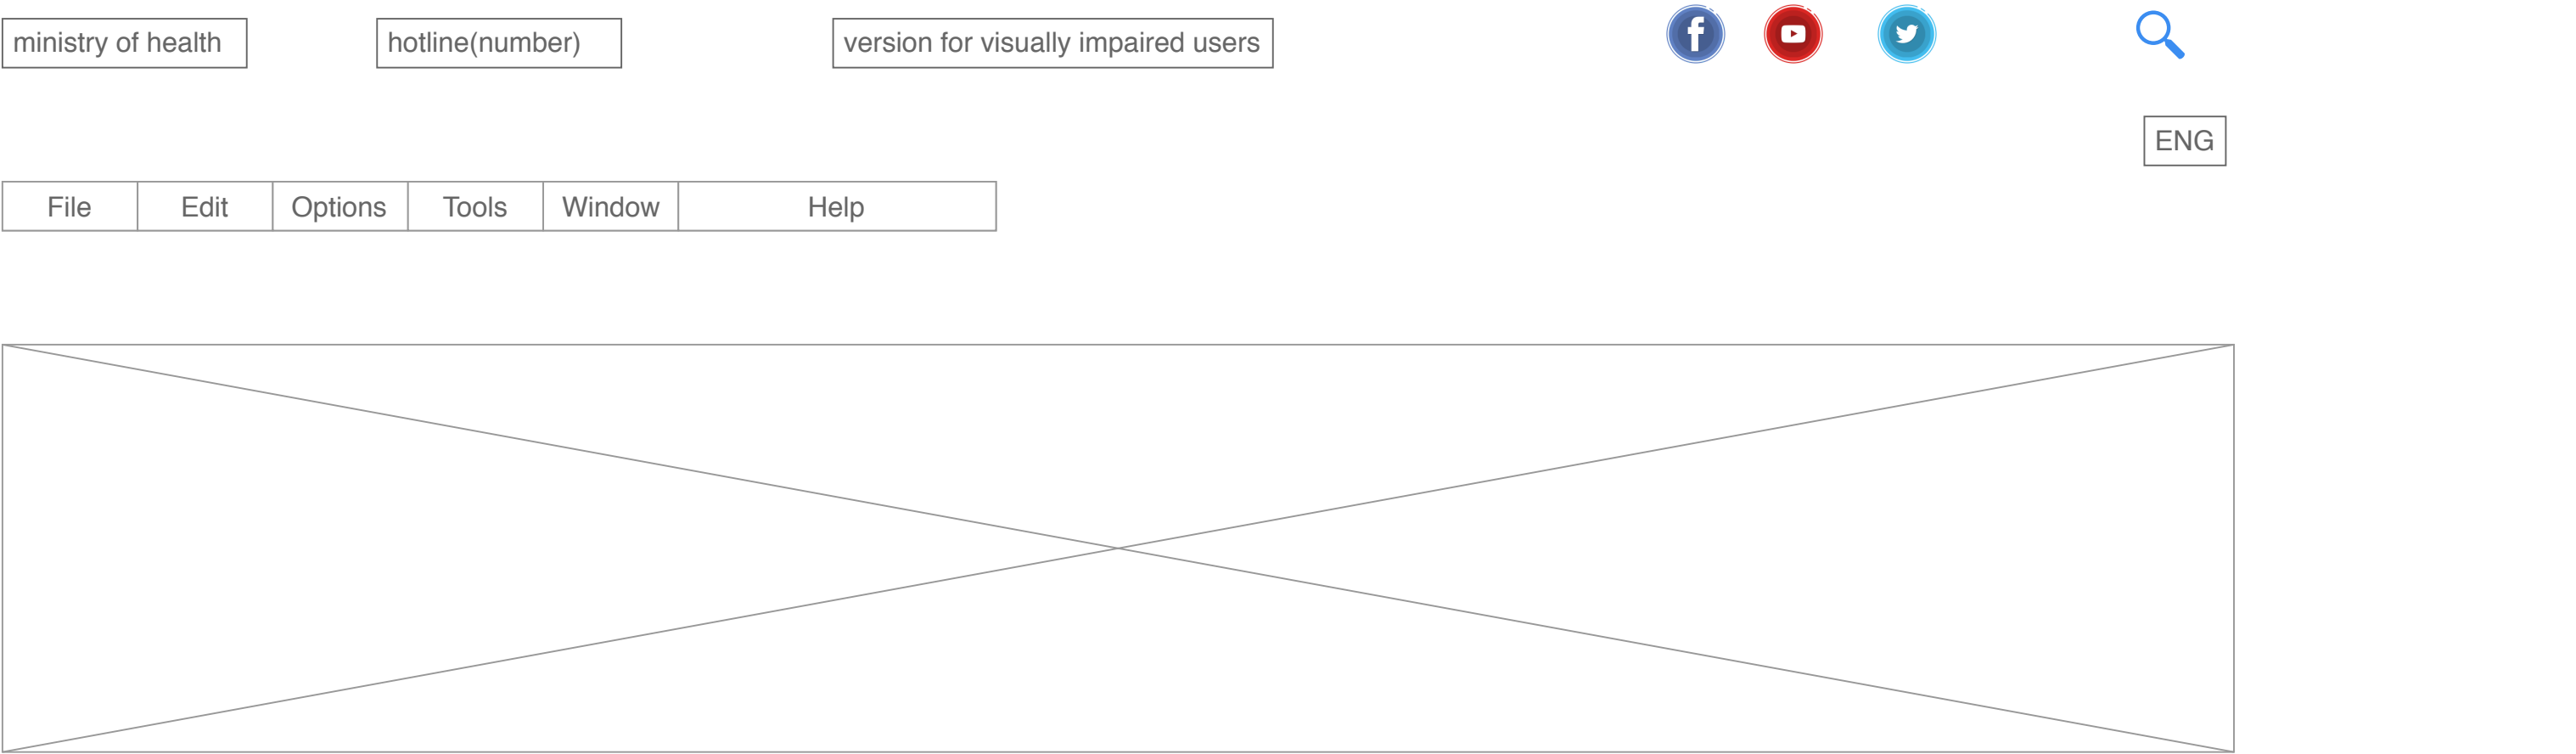 ministry of health
hotline(number)
version for visually impaired users
ENG
File
Edit
Options
Tools
Window
Help